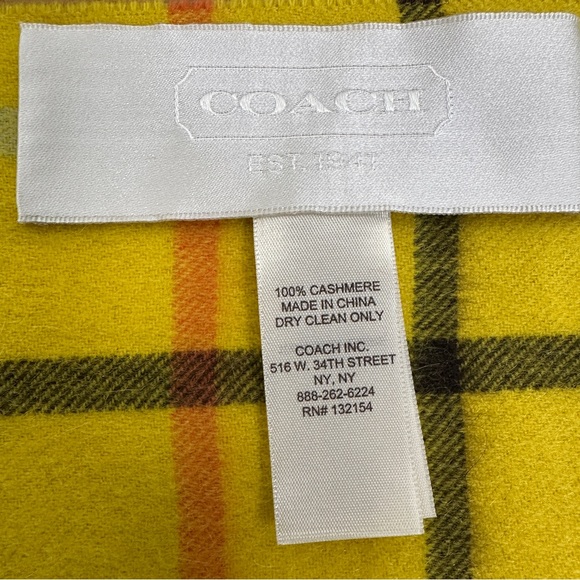 COACH
EST. 1941
100% CASHMERE
MADE IN CHINA
DRY CLEAN ONLY
COACH INC.
516 W. 34TH STREET
NY, NY
888-262-6224
RN# 132154